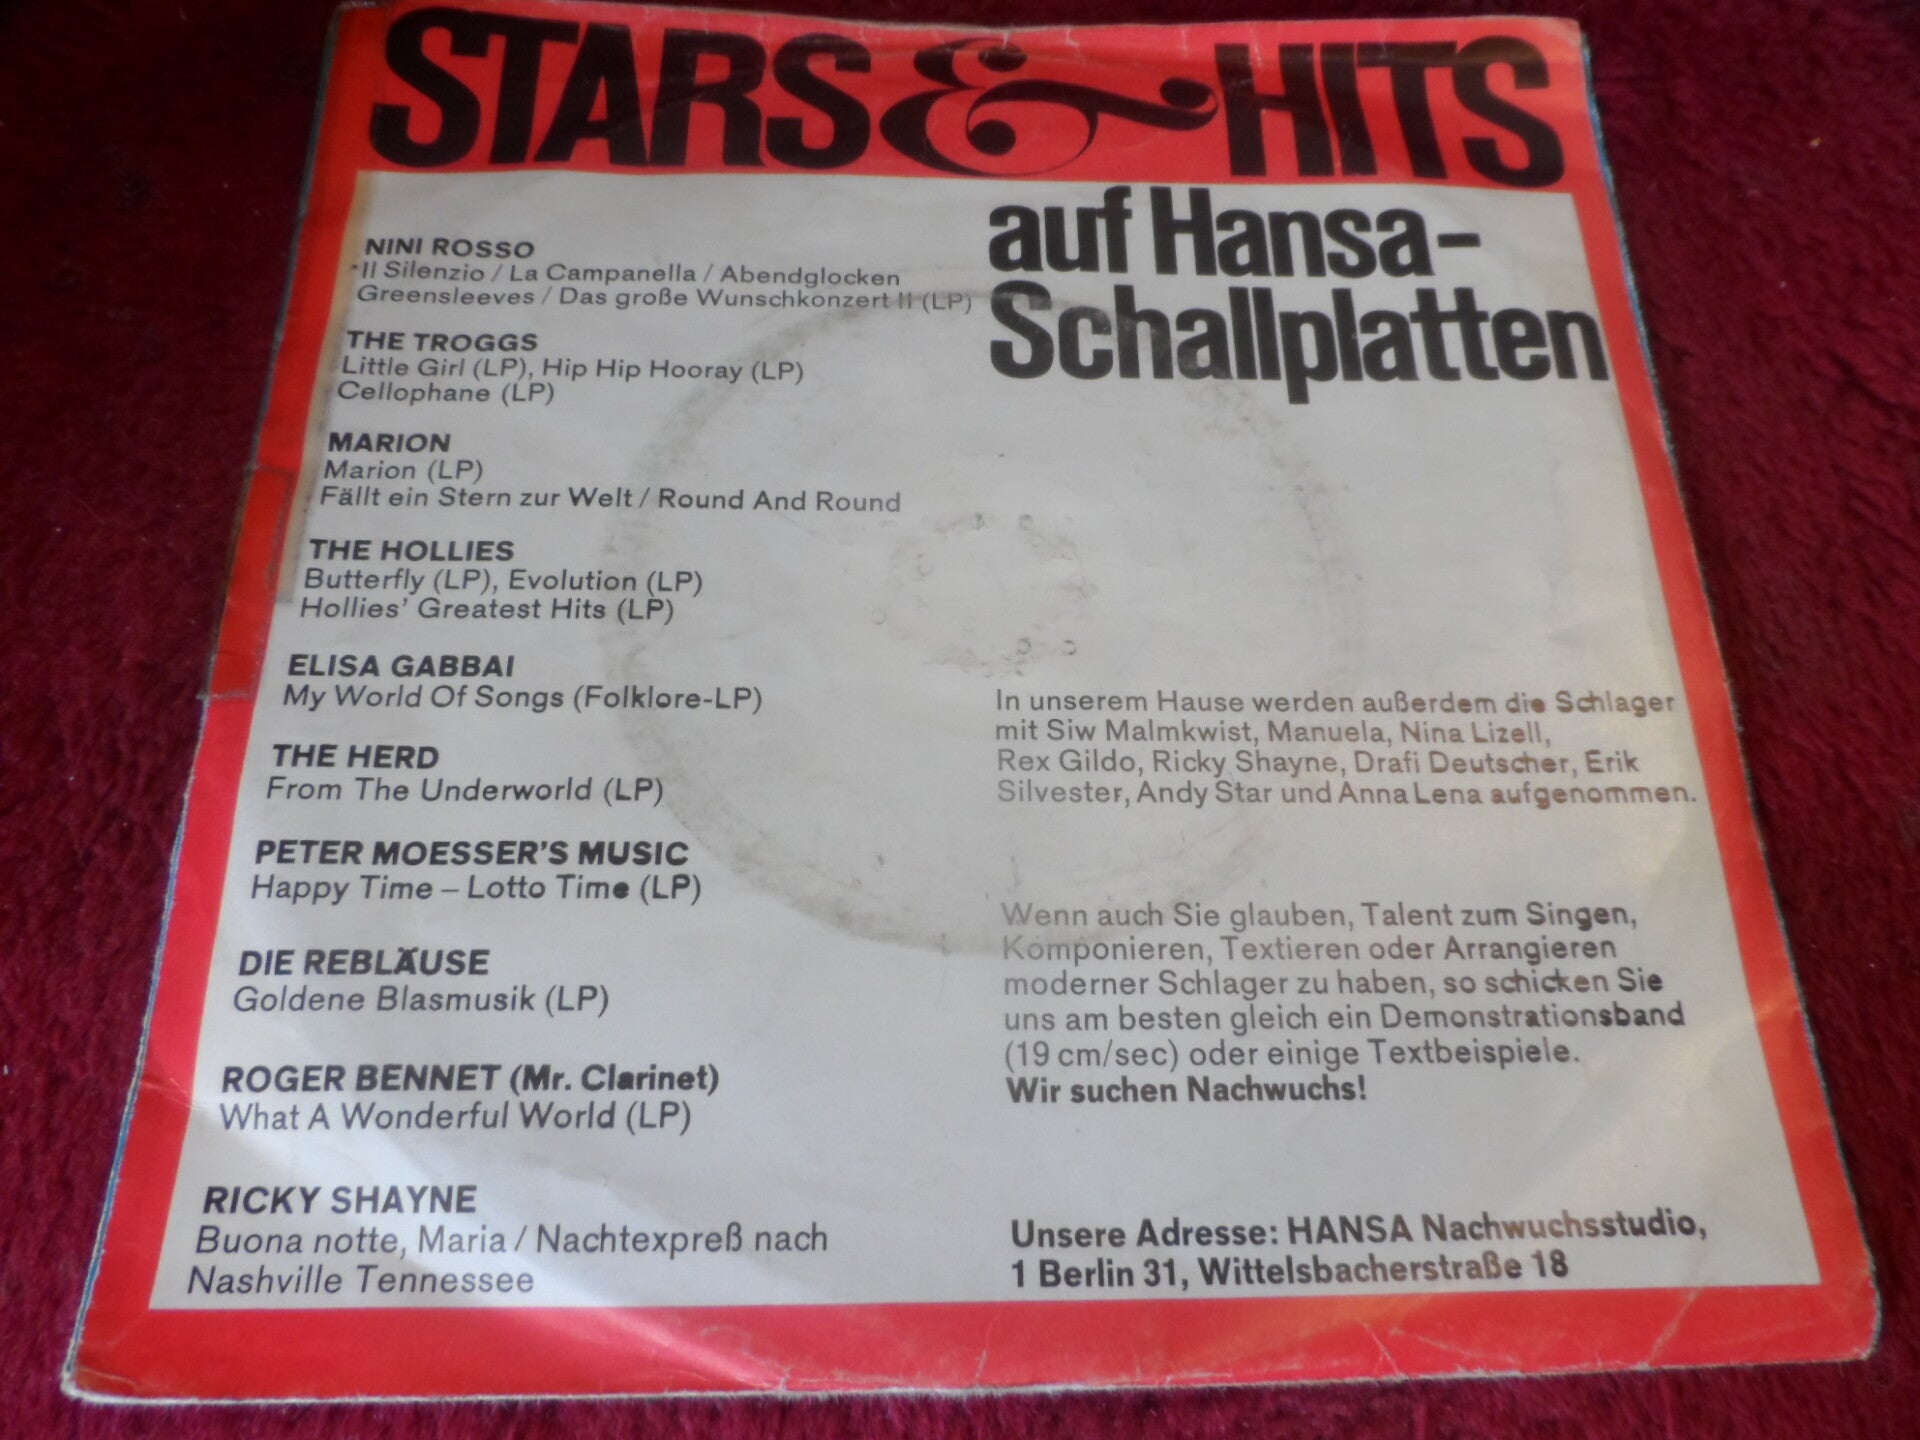 STARS & HITS
auf Hansa-
Schallplatten
NINI ROSSO
Il Silenzio / La Campanella / Abendglocken
Greensleeves / Das große Wunschkonzert II (LP)
THE TROGGS
Little Girl (LP), Hip Hip Hooray (LP)
Cellophane (LP)
MARION
Marion (LP)
Fällt ein Stern zur Welt / Round And Round
THE HOLLIES
Butterfly (LP), Evolution (LP)
Hollies' Greatest Hits (LP)
ELISA GABBAI
My World Of Songs (Folklore-LP)
THE HERD
From The Underworld (LP)
PETER MOESSER'S MUSIC
Happy Time – Lotto Time (LP)
DIE REBLÄUSE
Goldene Blasmusik (LP)
ROGER BENNET (Mr. Clarinet)
What A Wonderful World (LP)
RICKY SHAYNE
Buona notte, Maria / Nachtexpreß nach
Nashville Tennessee
In unserem Hause werden außerdem die Schlager
mit Siw Malmkwist, Manuela, Nina Lizell,
Rex Gildo, Ricky Shayne, Drafi Deutscher, Erik
Silvester, Andy Star und Anna Lena aufgenommen.
Wenn auch Sie glauben, Talent zum Singen,
Komponieren, Textieren oder Arrangieren
moderner Schlager zu haben, so schicken Sie
uns am besten gleich ein Demonstrationsband
(19 cm/sec) oder einige Textbeispiele.
Wir suchen Nachwuchs!
Unsere Adresse: HANSA Nachwuchsstudio,
1 Berlin 31, Wittelsbacherstraße 18